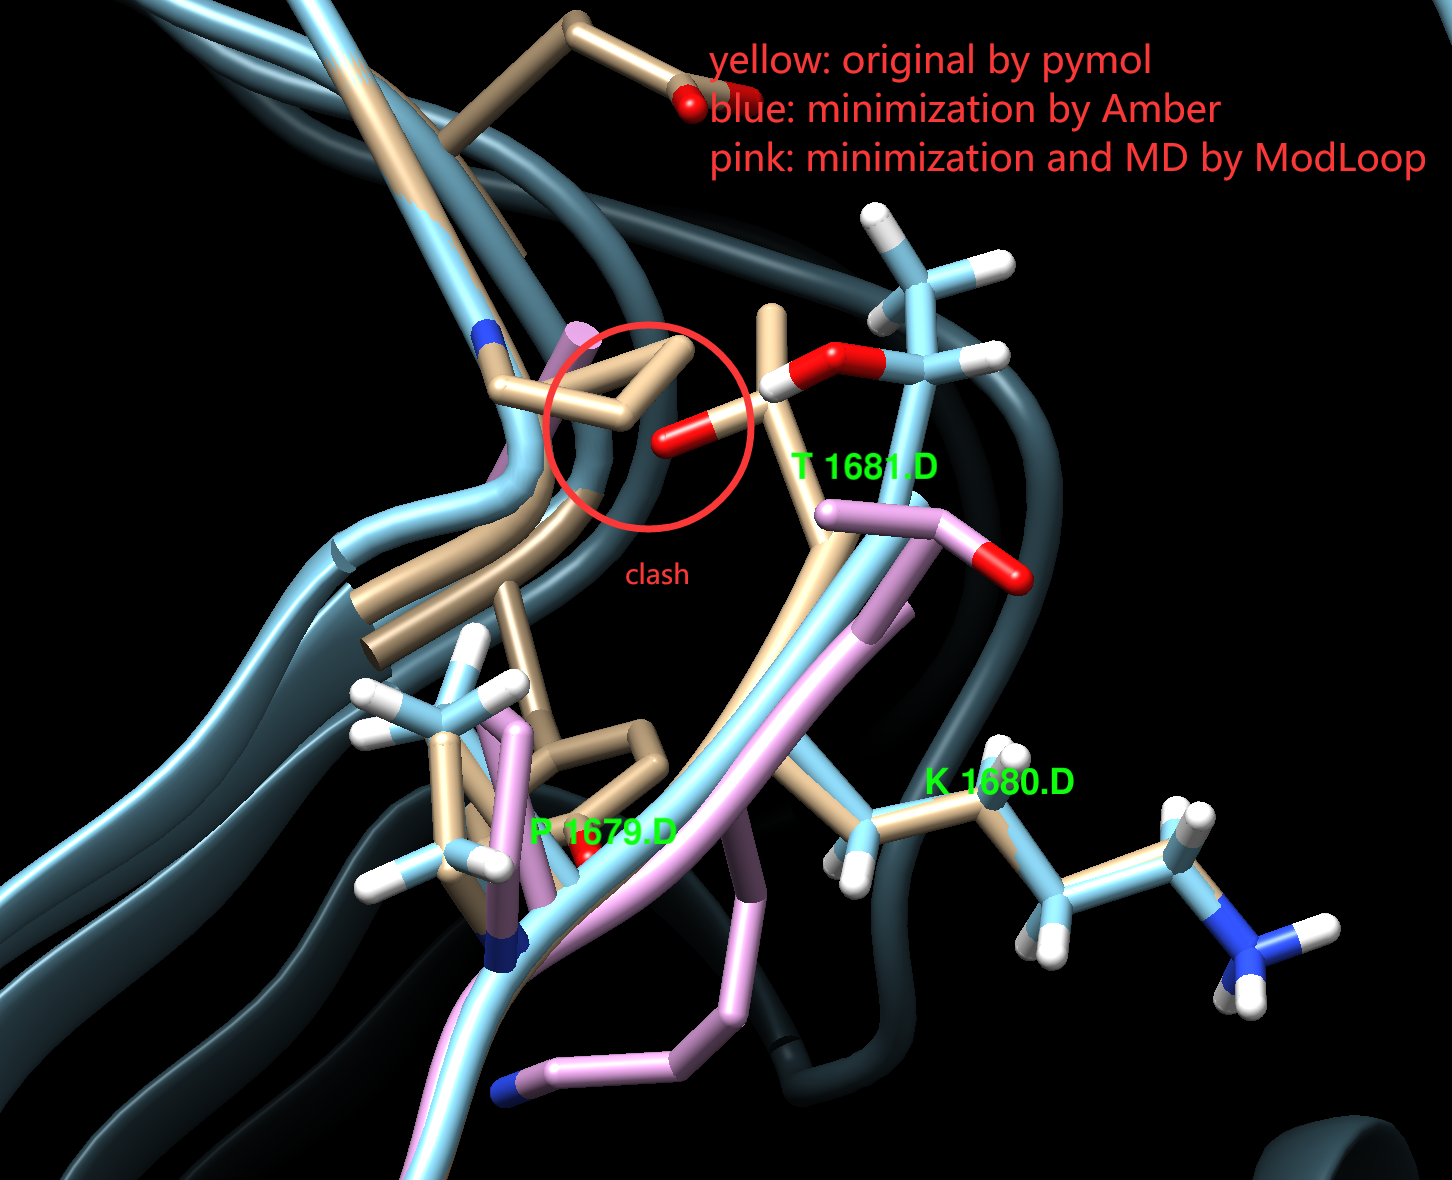 yellow: original by pymol
blue: minimization by Amber
pink: minimization and MD by ModLoop
T 1681.D
clash
K 1680.D
P 1679.D